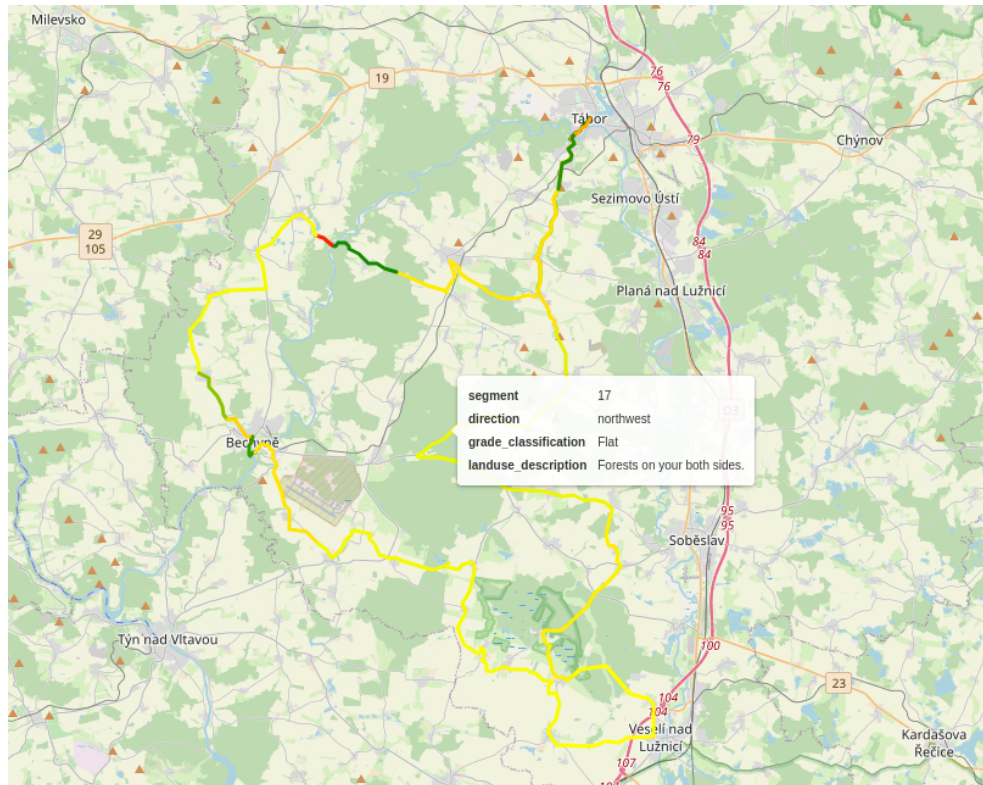 Milevsko
19
76
76
Tábor
79
Chýnov
Sezimovo Ústí
29
105
84
84
Planá nad Lužnicí
segment 17
direction northwest
D3
grade_classification Flat
Bechyně
landuse_description Forests on your both sides.
95
95
Soběslav
Týn nad Vltavou
100
23
104
104
Veselí nad
Lužnicí
Kardašova
Řečice
107